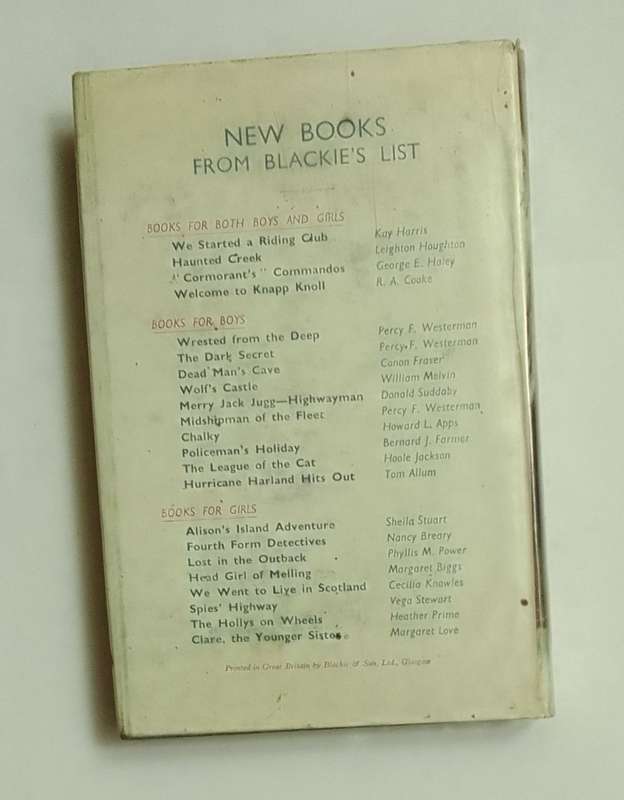 NEW BOOKS
FROM BLACKIE'S LIST
BOOKS FOR BOTH BOYS AND GIRLS
We Started a Riding Club Kay Harris
Haunted Creek Leighton Houghton
"Cormorant's" Commandos George E. Haley
Welcome to Knapp Knoll R. A. Cooke
BOOKS FOR BOYS
Wrested from the Deep Percy F. Westerman
The Dark Secret Percy F. Westerman
Dead Man's Cave Canon Fraser
Wolf's Castle William Melvin
Merry Jack Jugg—Highwayman Donald Suddaby
Midshipman of the Fleet Percy F. Westerman
Chalky Howard L. Apps
Policeman's Holiday Bernard J. Farmer
The League of the Cat Hoole Jackson
Hurricane Harland Hits Out Tom Allum
BOOKS FOR GIRLS
Alison's Island Adventure Sheila Stuart
Fourth Form Detectives Nancy Breary
Lost in the Outback Phyllis M. Power
Head Girl of Melling Margaret Biggs
We Went to Live in Scotland Cecilia Knowles
Spies' Highway Vega Stewart
The Hollys on Wheels Heather Prime
Clare, the Younger Sister Margaret Love
Printed in Great Britain by Blackie & Son, Ltd., Glasgow